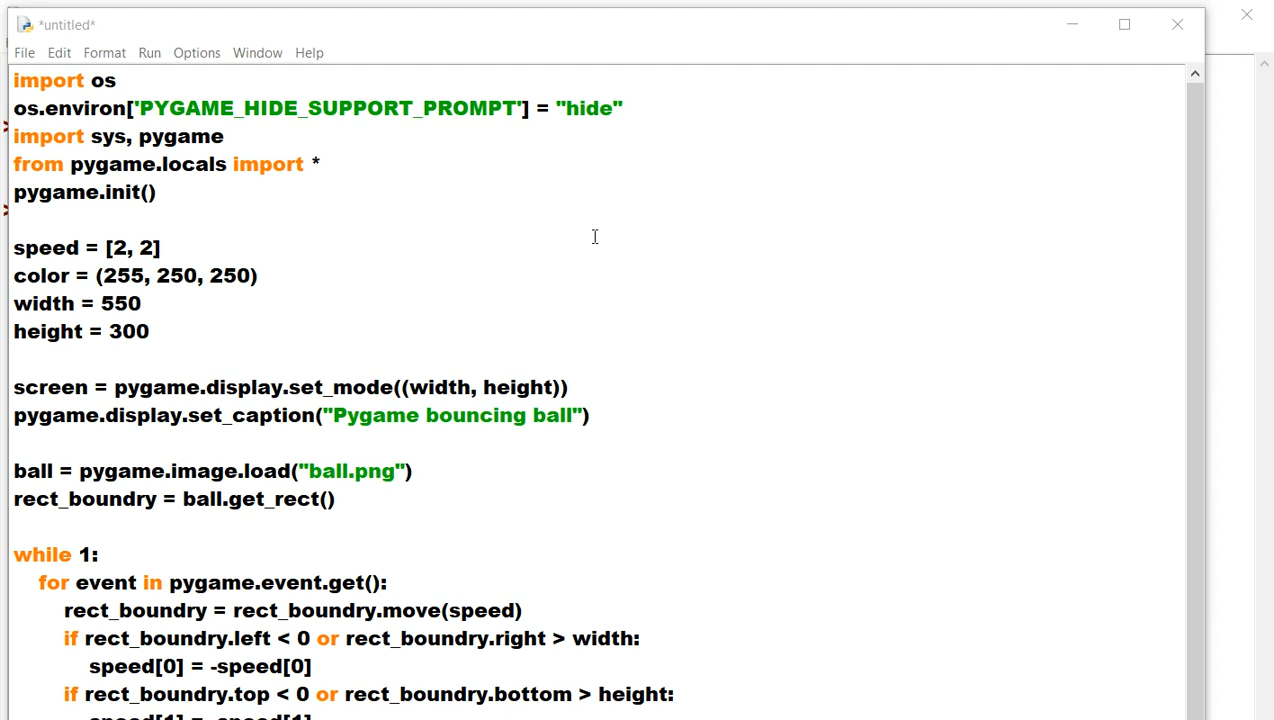 *untitled*
File Edit Format Run Options Window Help
import os
os.environ['PYGAME_HIDE_SUPPORT_PROMPT'] = "hide"
import sys, pygame
from pygame.locals import *
pygame.init()
speed = [2, 2]
color = (255, 250, 250)
width = 550
height = 300
screen = pygame.display.set_mode((width, height))
pygame.display.set_caption("Pygame bouncing ball")
ball = pygame.image.load("ball.png")
rect_boundry = ball.get_rect()
while 1:
    for event in pygame.event.get():
        rect_boundry = rect_boundry.move(speed)
        if rect_boundry.left < 0 or rect_boundry.right > width:
            speed[0] = -speed[0]
        if rect_boundry.top < 0 or rect_boundry.bottom > height:
            speed[1] = -speed[1]